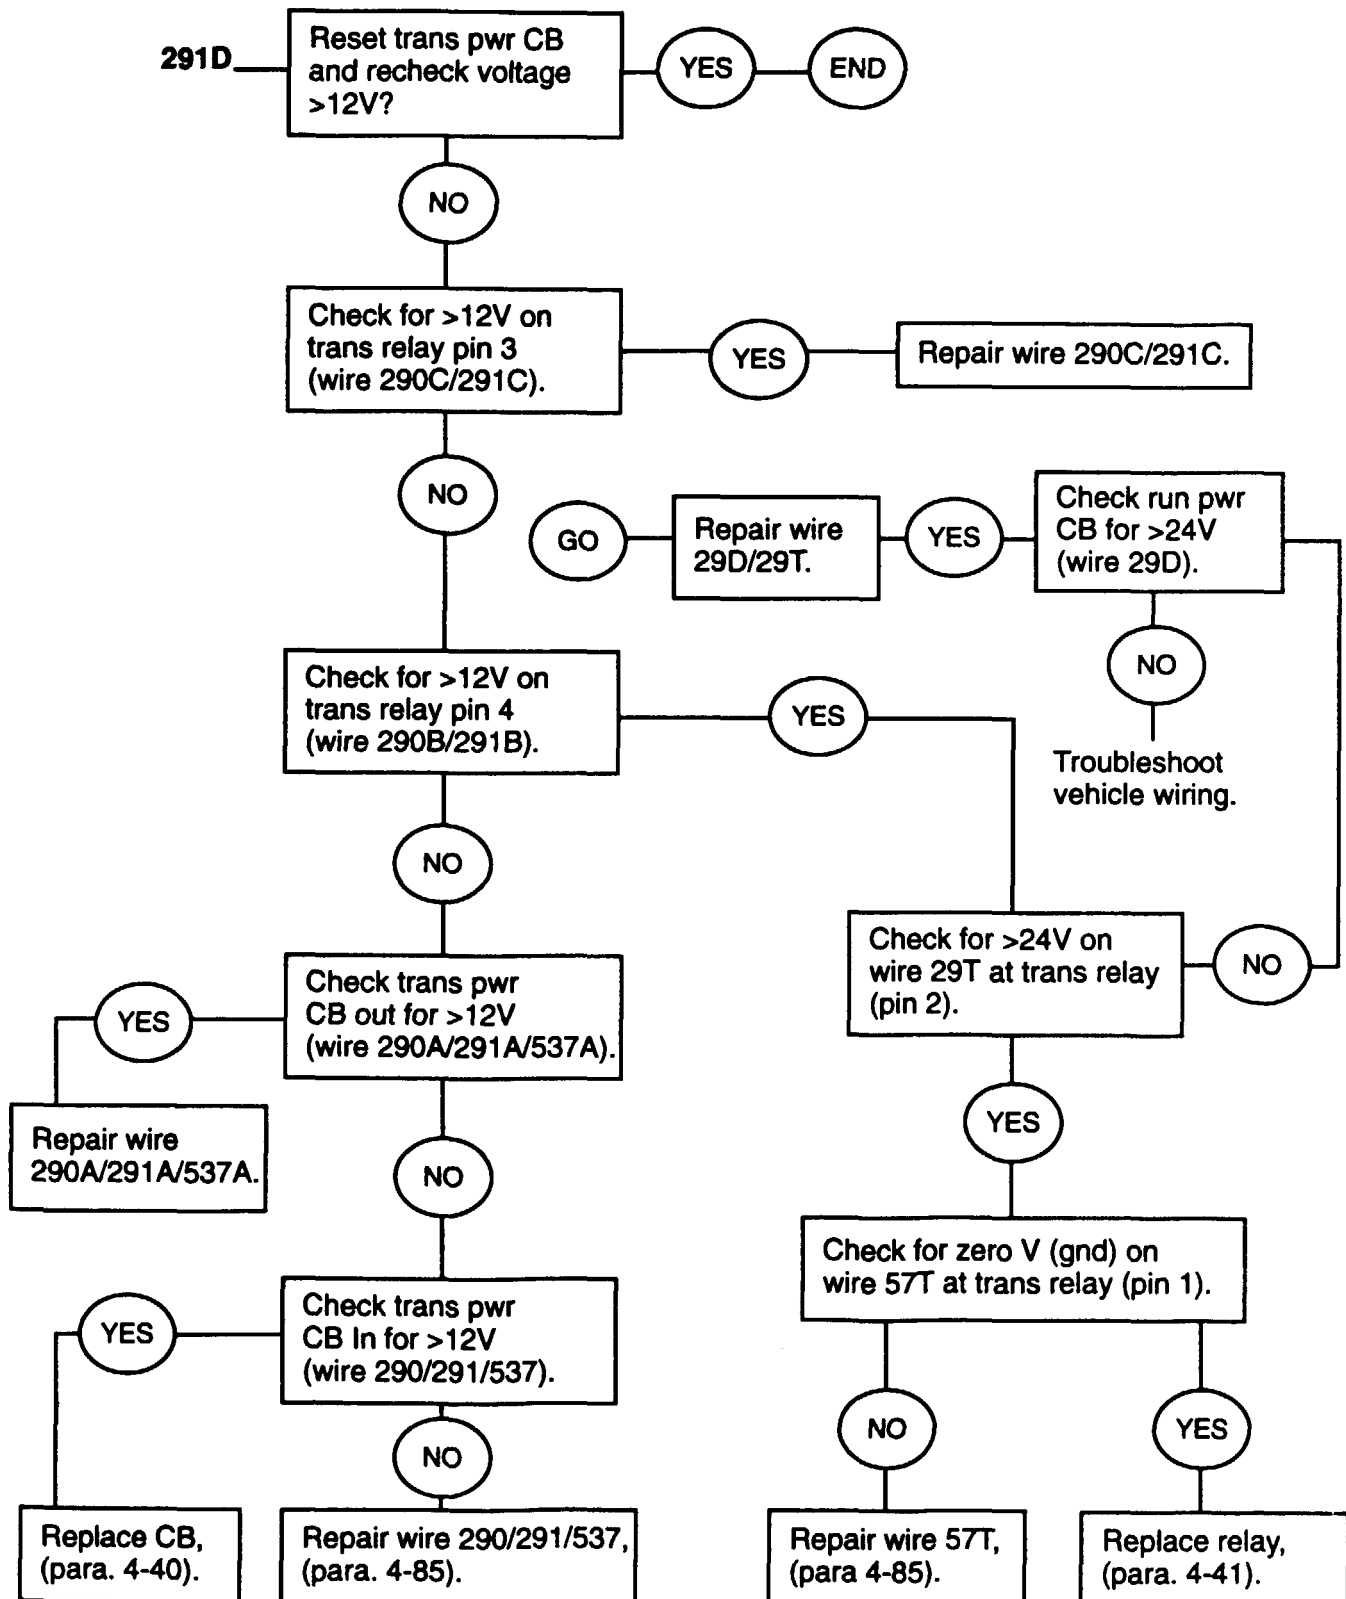 291D
Reset trans pwr CB
and recheck voltage
>12V?
YES
END
NO
Check for >12V on
trans relay pin 3
(wire 290C/291C).
YES
Repair wire 290C/291C.
NO
GO
Repair wire
29D/29T.
YES
Check run pwr
CB for >24V
(wire 29D).
NO
Troubleshoot
vehicle wiring.
Check for >12V on
trans relay pin 4
(wire 290B/291B).
YES
NO
Check for >24V on
wire 29T at trans relay
(pin 2).
NO
YES
Check trans pwr
CB out for >12V
(wire 290A/291A/537A).
YES
Repair wire
290A/291A/537A.
NO
YES
Check for zero V (gnd) on
wire 57T at trans relay (pin 1).
Check trans pwr
CB In for >12V
(wire 290/291/537).
YES
NO
NO
YES
Replace CB,
(para. 4-40).
Repair wire 290/291/537,
(para. 4-85).
Repair wire 57T,
(para 4-85).
Replace relay,
(para. 4-41).